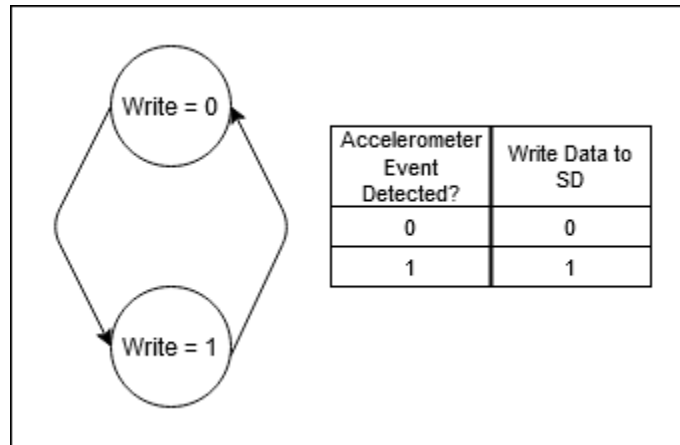 Write = 0
Write = 1
Accelerometer
Event
Detected?
Write Data to
SD
0
0
1
1